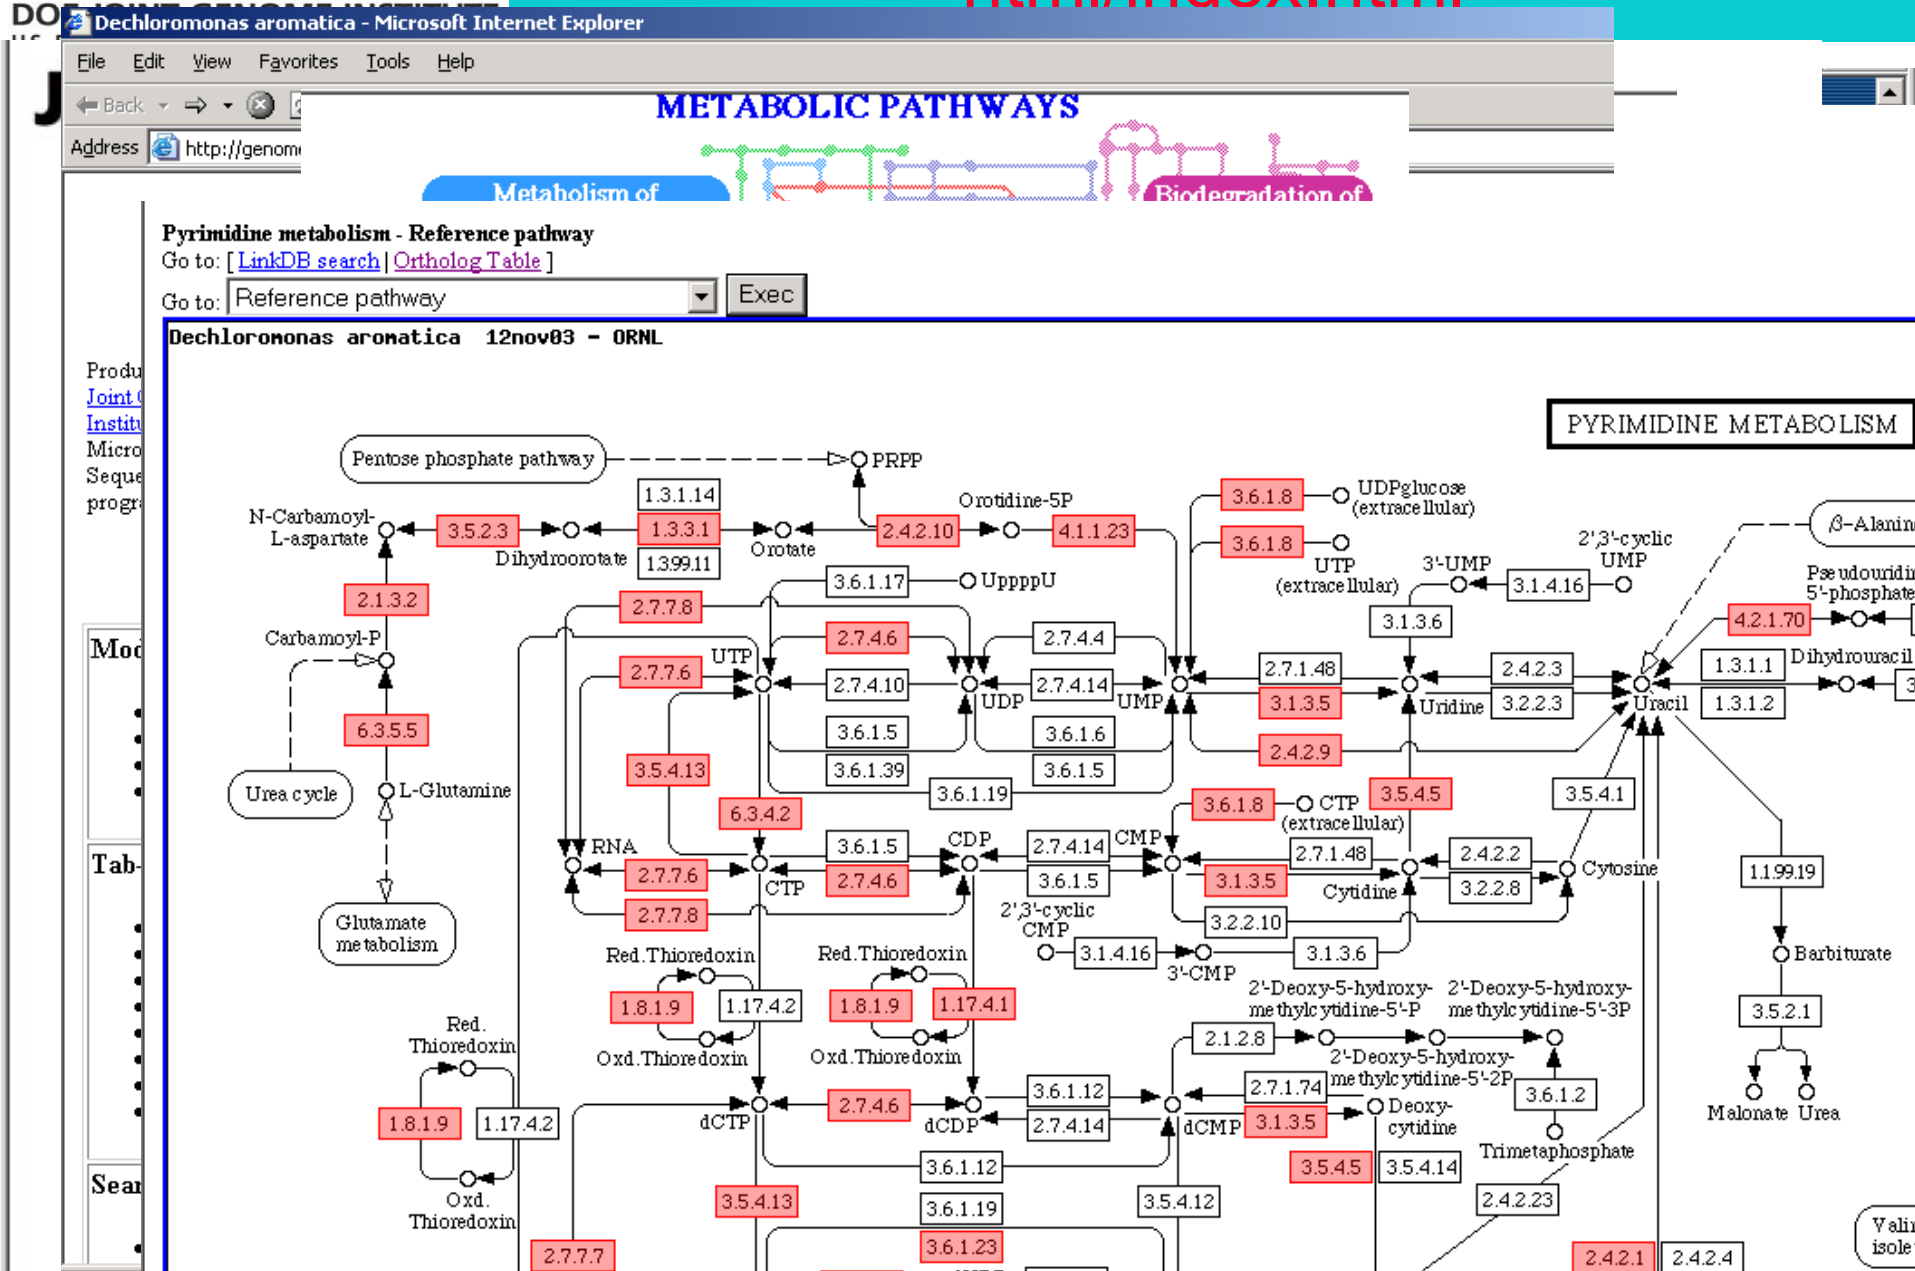 html/index.html
Dechloromonas aromatica - Microsoft Internet Explorer
File Edit View Favorites Tools Help
Back
Address http://genom
METABOLIC PATHWAYS
Metabolism of
Biodegradation of
Pyrimidine metabolism - Reference pathway
Go to: [ LinkDB search | Ortholog Table ]
Go to: Reference pathway Exec
Dechloromonas aromatica 12nov03 - ORNL
Produ
Joint
Institu
Micro
Seque
progr
Mod
Tab-
Sear
PYRIMIDINE METABOLISM
Pentose phosphate pathway
PRPP
1.3.1.14
Orotidine-5P
3.6.1.8
UDPglucose
(extracellular)
N-Carbamoyl-
L-aspartate
3.5.2.3
1.3.3.1
2.4.2.10
4.1.1.23
Dihydroorotate
Orotate
1.3.99.11
3.6.1.8
UTP
(extracellular)
2',3'-cyclic
UMP
β-Alanin
3.6.1.17
UppppU
3'-UMP
3.1.4.16
Pseudouridin
5'-phosphate
2.1.3.2
2.7.7.8
3.1.3.6
4.2.1.70
Carbamoyl-P
2.7.4.6
2.7.4.4
UTP
2.7.7.6
2.7.1.48
2.4.2.3
1.3.1.1
Dihydrouracil
2.7.4.10
2.7.4.14
UDP
UMP
3.1.3.5
Uridine
3.2.2.3
Uracil
1.3.1.2
3
6.3.5.5
3.6.1.5
3.6.1.6
2.4.2.9
3.5.4.13
3.6.1.39
3.6.1.5
Urea cycle
L-Glutamine
3.6.1.19
3.6.1.8
CTP
(extracellular)
3.5.4.5
3.5.4.1
6.3.4.2
RNA
3.6.1.5
CDP
2.7.4.14
CMP
2.7.1.48
2.4.2.2
Cytosine
1.1.99.19
2.7.7.6
CTP
2.7.4.6
3.6.1.5
3.1.3.5
Cytidine
3.2.2.8
2.7.7.8
2',3'-cyclic
CMP
3.2.2.10
Glutamate
metabolism
Red.Thioredoxin
Red.Thioredoxin
3.1.4.16
3'-CMP
3.1.3.6
Barbiturate
1.8.1.9
1.17.4.2
1.8.1.9
1.17.4.1
2'-Deoxy-5-hydroxy-
methylcytidine-5'-P
2'-Deoxy-5-hydroxy-
methylcytidine-5'-3P
3.5.2.1
Red.
Thioredoxin
Oxd.Thioredoxin
Oxd.Thioredoxin
2.1.2.8
2'-Deoxy-5-hydroxy-
methylcytidine-5'-2P
3.6.1.12
2.7.1.74
3.6.1.2
Malonate
Urea
dCTP
2.7.4.6
dCDP
2.7.4.14
dCMP
3.1.3.5
Deoxy-
cytidine
1.8.1.9
1.17.4.2
Trimetaphosphate
3.6.1.12
3.5.4.5
3.5.4.14
Oxd.
Thioredoxin
3.5.4.13
3.6.1.19
3.5.4.12
2.4.2.23
2.7.7.7
3.6.1.23
2.4.2.1
2.4.2.4
Valin
isole